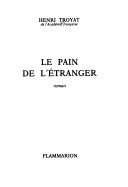 HENRI TROYAT
de l'Académie française
LE PAIN
DE L'ÉTRANGER
roman
FLAMMARION